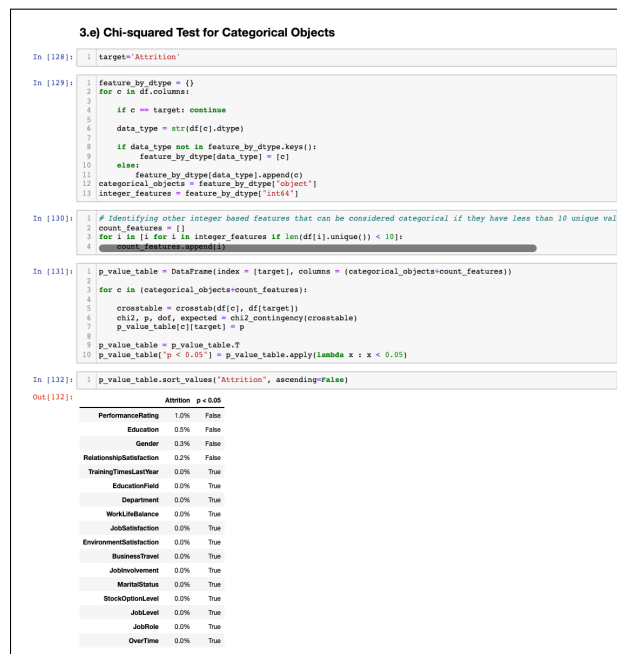 3.e) Chi-squared Test for Categorical Objects
In [128]: 1 target='Attrition'
In [129]: 1 feature_by_dtype = {}
2 for c in df.columns:
3
4 if c == target: continue
5
6 data_type = str(df[c].dtype)
7
8 if data_type not in feature_by_dtype.keys():
9 feature_by_dtype[data_type] = [c]
10 else:
11 feature_by_dtype[data_type].append(c)
12 categorical_objects = feature_by_dtype["object"]
13 integer_features = feature_by_dtype["int64"]
In [130]: 1 # Identifying other integer based features that can be considered categorical if they have less than 10 unique val
2 count_features = []
3 for i in [i for i in integer_features if len(df[i].unique()) < 10]:
4 count_features.append(i)
In [131]: 1 p_value_table = DataFrame(index = [target], columns = (categorical_objects+count_features))
2
3 for c in (categorical_objects+count_features):
4
5 crosstable = crosstab(df[c], df[target])
6 chi2, p, dof, expected = chi2_contingency(crosstable)
7 p_value_table[c][target] = p
8
9 p_value_table = p_value_table.T
10 p_value_table["p < 0.05"] = p_value_table.apply(lambda x : x < 0.05)
In [132]: 1 p_value_table.sort_values("Attrition", ascending=False)
Out[132]:
Attrition p < 0.05
PerformanceRating 1.0% False
Education 0.5% False
Gender 0.3% False
RelationshipSatisfaction 0.2% False
TrainingTimesLastYear 0.0% True
EducationField 0.0% True
Department 0.0% True
WorkLifeBalance 0.0% True
JobSatisfaction 0.0% True
EnvironmentSatisfaction 0.0% True
BusinessTravel 0.0% True
JobInvolvement 0.0% True
MaritalStatus 0.0% True
StockOptionLevel 0.0% True
JobLevel 0.0% True
JobRole 0.0% True
OverTime 0.0% True